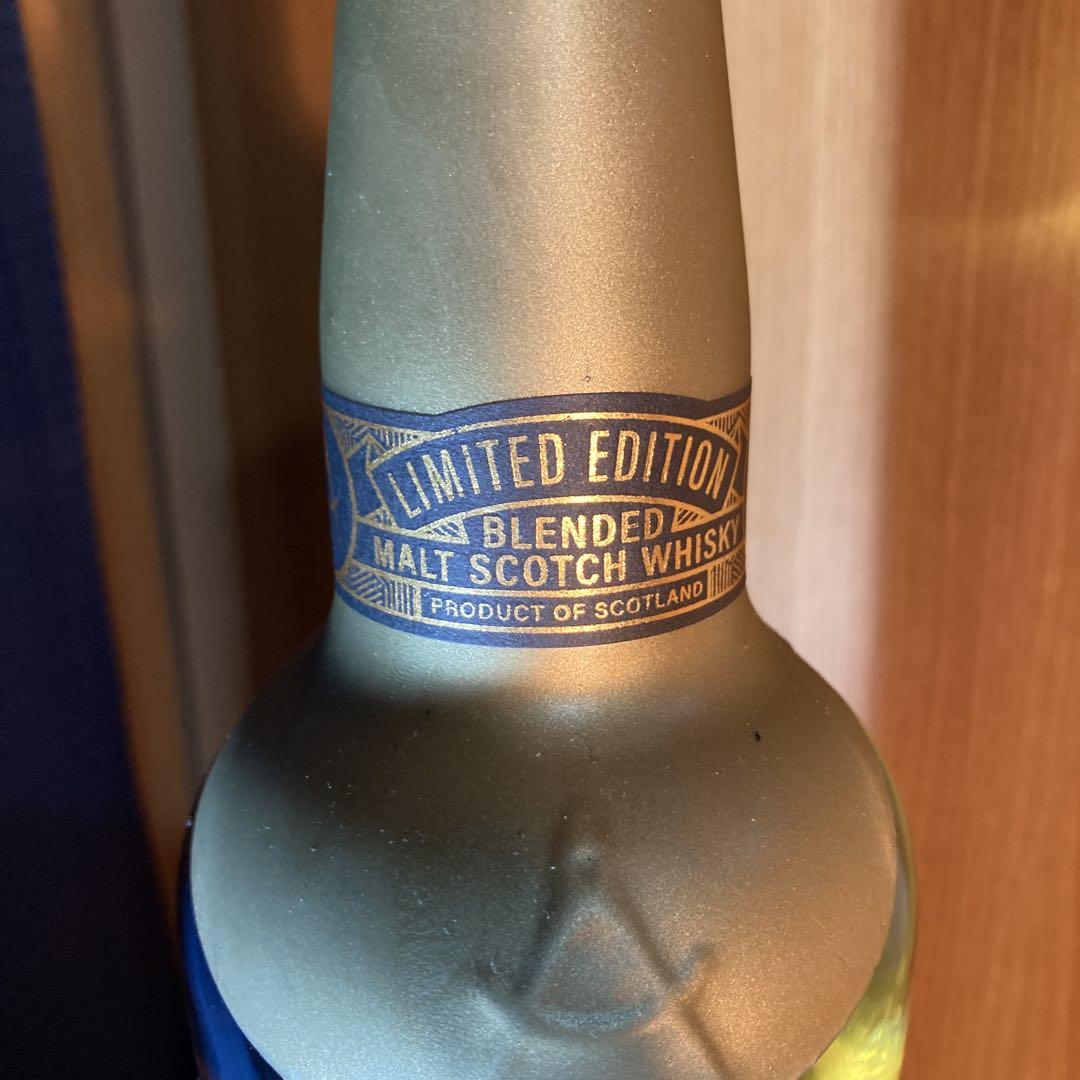 LIMITED EDITION
BLENDED
MALT SCOTCH WHISKY
PRODUCT OF SCOTLAND